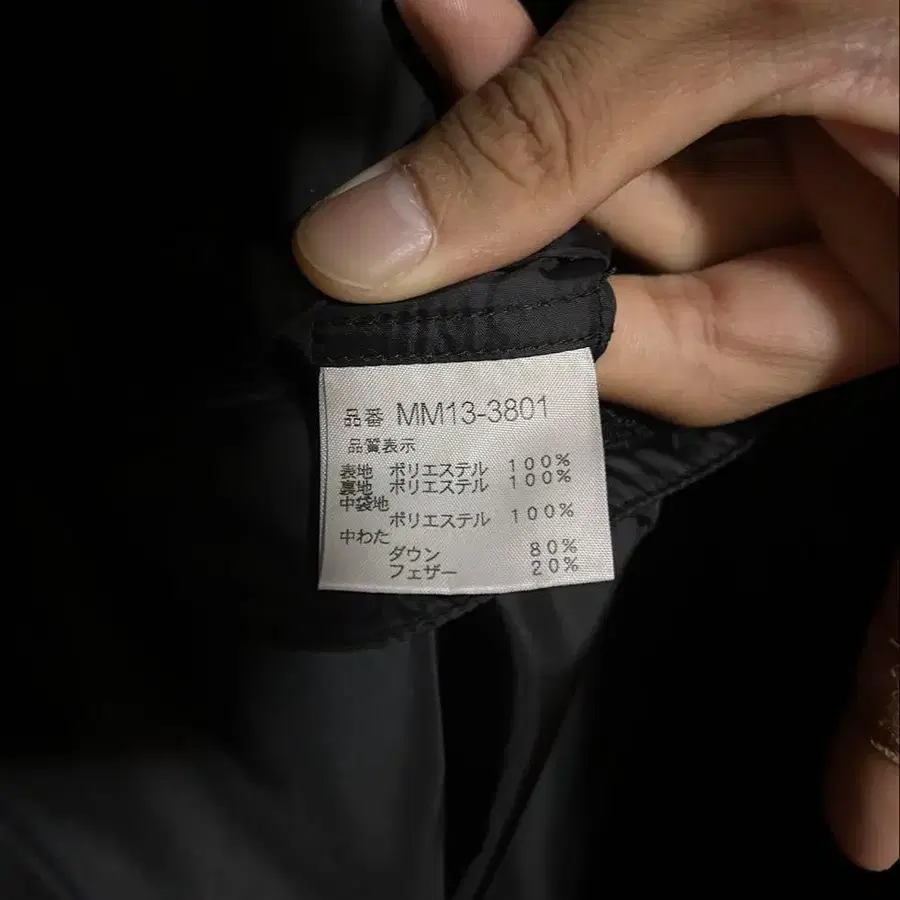 品番 MM13-3801
品質表示
表地 ポリエステル 100%
裏地 ポリエステル 100%
中袋地
ポリエステル 100%
中わた
ダウン 80%
フェザー 20%